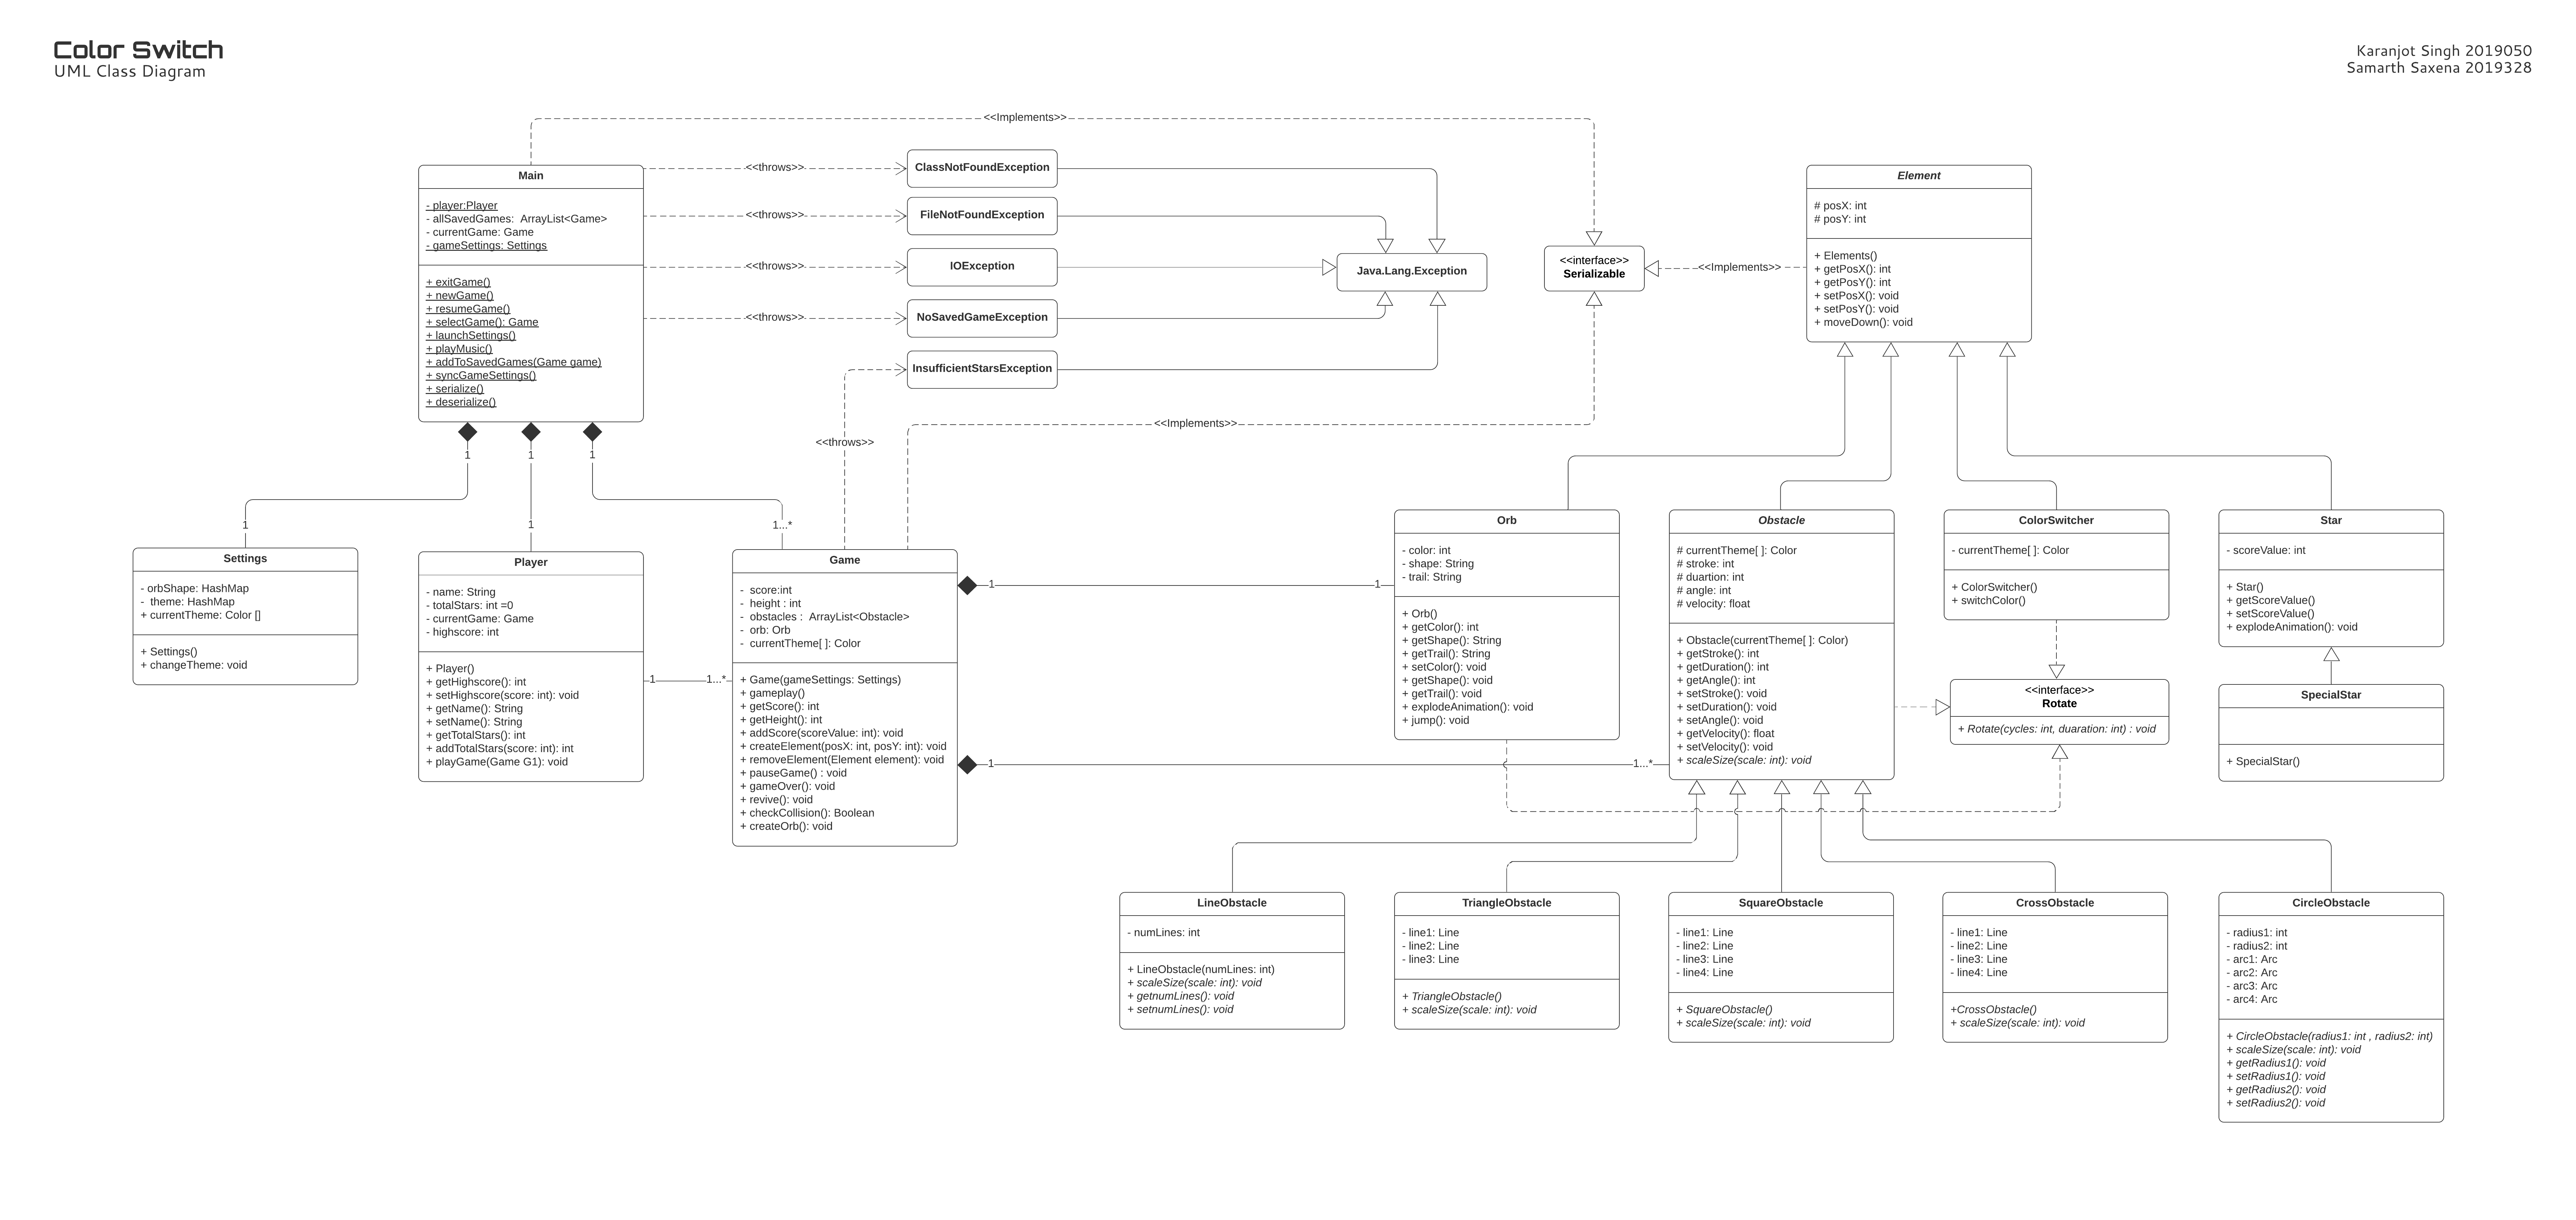 Color Switch
UML Class Diagram
Karanjot Singh 2019050
Samarth Saxena 2019328
<<Implements>>
Main
- player:Player
- allSavedGames:  ArrayList<Game>
- currentGame: Game
- gameSettings: Settings
+ exitGame()
+ newGame()
+ resumeGame()
+ selectGame(): Game
+ launchSettings()
+ playMusic()
+ addToSavedGames(Game game)
+ syncGameSettings()
+ serialize()
+ deserialize()
<<throws>>
<<throws>>
<<throws>>
<<throws>>
ClassNotFoundException
FileNotFoundException
IOException
NoSavedGameException
InsufficientStarsException
Java.Lang.Exception
<<interface>>
Serializable
<<Implements>>
Element
# posX: int
# posY: int
+ Elements()
+ getPosX(): int
+ getPosY(): int
+ setPosX(): void
+ setPosY(): void
+ moveDown(): void
<<Implements>>
<<throws>>
1
1
1
1
1
1...*
Settings
- orbShape: HashMap
-  theme: HashMap
+ currentTheme: Color []
+ Settings()
+ changeTheme: void
Player
- name: String
- totalStars: int =0
- currentGame: Game
- highscore: int
+ Player()
+ getHighscore(): int
+ setHighscore(score: int): void
+ getName(): String
+ setName(): String
+ getTotalStars(): int
+ addTotalStars(score: int): int
+ playGame(Game G1): void
1
1...*
Game
-  score:int
-  height : int
-  obstacles :  ArrayList<Obstacle>
-  orb: Orb
-  currentTheme[ ]: Color
+ Game(gameSettings: Settings)
+ gameplay()
+ getScore(): int
+ getHeight(): int
+ addScore(scoreValue: int): void
+ createElement(posX: int, posY: int): void
+ removeElement(Element element): void
+ pauseGame() : void
+ gameOver(): void
+ revive(): void
+ checkCollision(): Boolean
+ createOrb(): void
1
1
1
1...*
Orb
- color: int
- shape: String
- trail: String
+ Orb()
+ getColor(): int
+ getShape(): String
+ getTrail(): String
+ setColor(): void
+ getShape(): void
+ getTrail(): void
+ explodeAnimation(): void
+ jump(): void
Obstacle
# currentTheme[ ]: Color
# stroke: int
# duartion: int
# angle: int
# velocity: float
+ Obstacle(currentTheme[ ]: Color)
+ getStroke(): int
+ getDuration(): int
+ getAngle(): int
+ setStroke(): void
+ setDuration(): void
+ setAngle(): void
+ getVelocity(): float
+ setVelocity(): void
+ scaleSize(scale: int): void
ColorSwitcher
- currentTheme[ ]: Color
+ ColorSwitcher()
+ switchColor()
<<interface>>
Rotate
+ Rotate(cycles: int, duaration: int) : void
Star
- scoreValue: int
+ Star()
+ getScoreValue()
+ setScoreValue()
+ explodeAnimation(): void
SpecialStar
+ SpecialStar()
LineObstacle
- numLines: int
+ LineObstacle(numLines: int)
+ scaleSize(scale: int): void
+ getnumLines(): void
+ setnumLines(): void
TriangleObstacle
- line1: Line
- line2: Line
- line3: Line
+ TriangleObstacle()
+ scaleSize(scale: int): void
SquareObstacle
- line1: Line
- line2: Line
- line3: Line
- line4: Line
+ SquareObstacle()
+ scaleSize(scale: int): void
CrossObstacle
- line1: Line
- line2: Line
- line3: Line
- line4: Line
+CrossObstacle()
+ scaleSize(scale: int): void
CircleObstacle
- radius1: int
- radius2: int
- arc1: Arc
- arc2: Arc
- arc3: Arc
- arc4: Arc
+ CircleObstacle(radius1: int , radius2: int)
+ scaleSize(scale: int): void
+ getRadius1(): void
+ setRadius1(): void
+ getRadius2(): void
+ setRadius2(): void